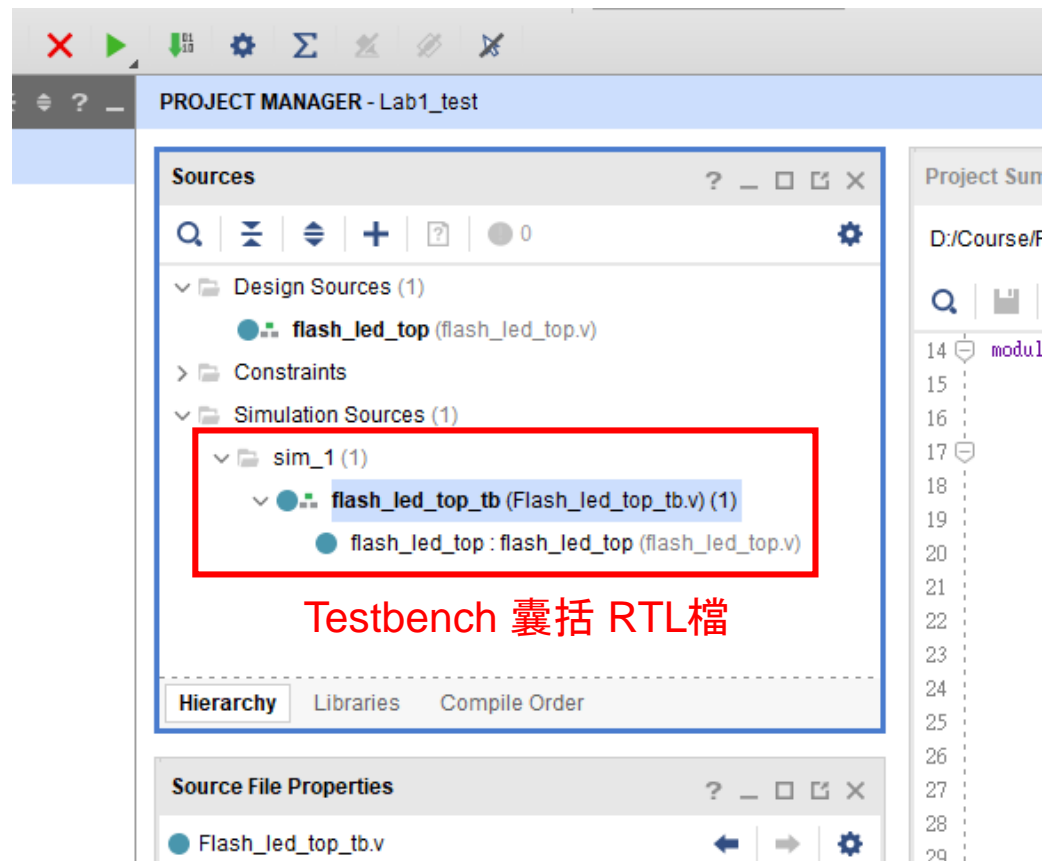 PROJECT MANAGER - Lab1_test
Sources
0
Design Sources (1)
flash_led_top (flash_led_top.v)
Constraints
Simulation Sources (1)
sim_1 (1)
flash_led_top_tb (Flash_led_top_tb.v) (1)
flash_led_top : flash_led_top (flash_led_top.v)
Testbench 囊括 RTL檔
Hierarchy Libraries Compile Order
Source File Properties
Flash_led_top_tb.v
Project Sum
D:/Course/F
14 modul
15
16
17
18
19
20
21
22
23
24
25
26
27
28
29